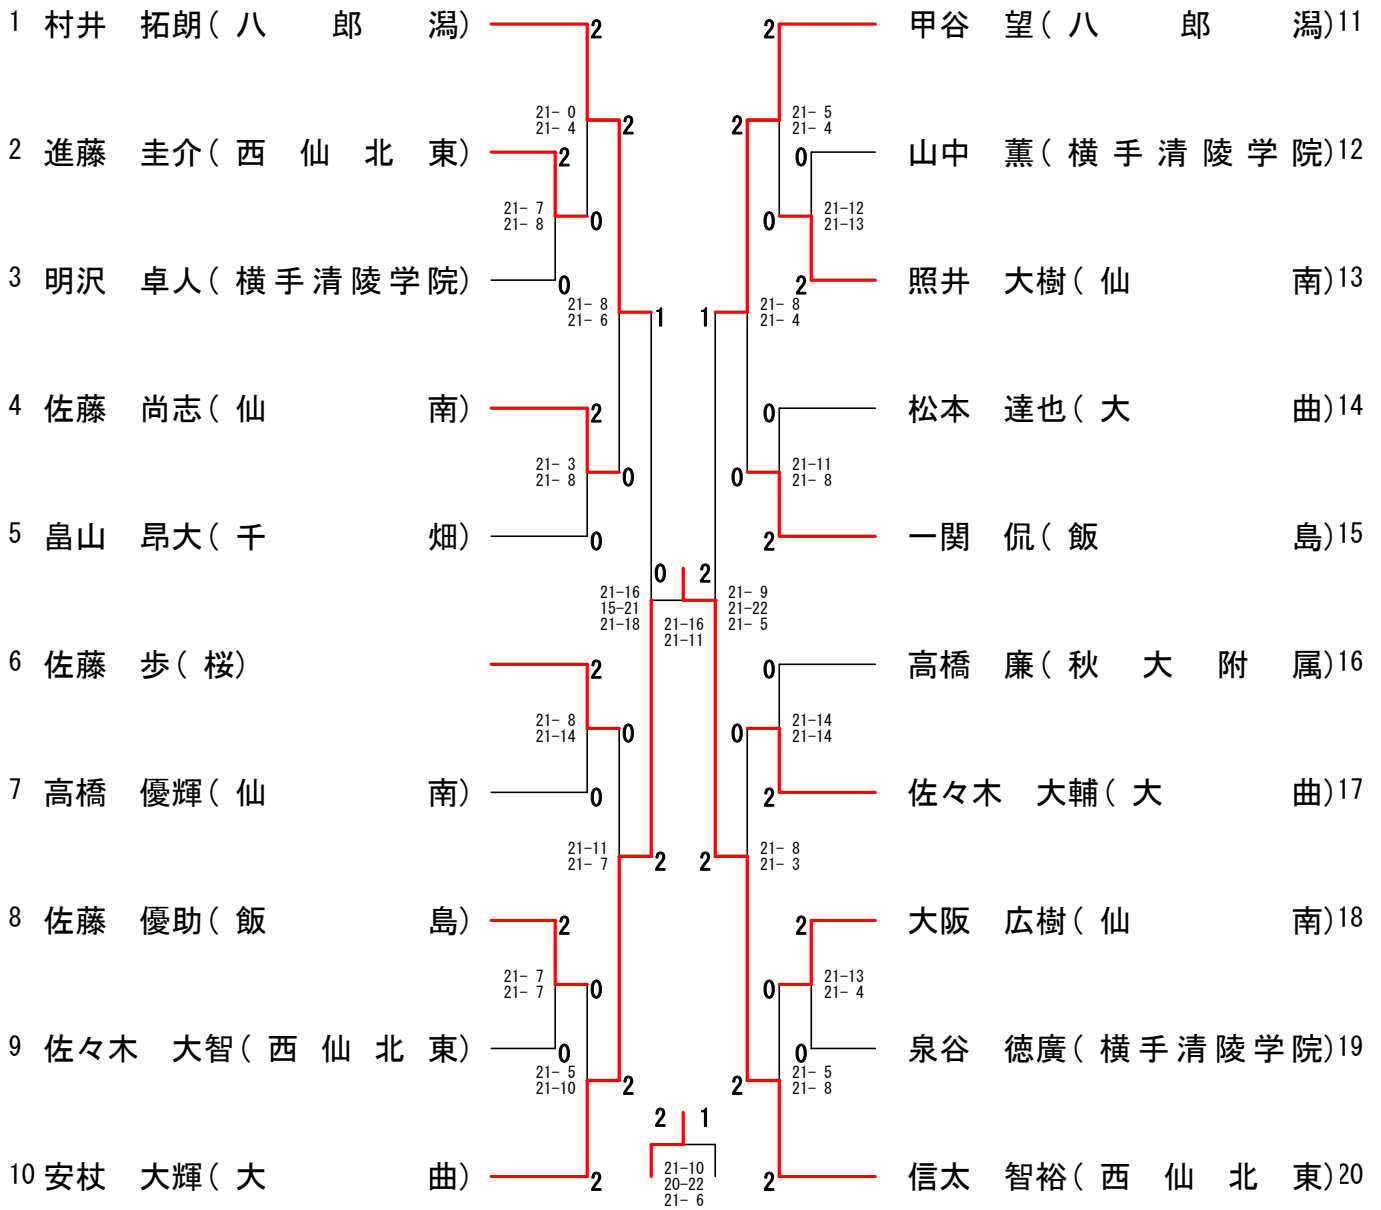 1 村井 拓朗( 八 郎 潟) 2 2 甲谷 望( 八 郎 潟)11
21- 0 21- 5
21- 4 2 2 21- 4
2 進藤 圭介( 西 仙 北 東) 2 0 山中 薫( 横 手 清 陵 学 院)12
21- 7 21-12
21- 8 0 0 21-13
3 明沢 卓人( 横 手 清 陵 学 院) 0 2 照井 大樹( 仙 南)13
21- 8 21- 8
21- 6 1 1 21- 4
4 佐藤 尚志( 仙 南) 2 0 松本 達也( 大 曲)14
21- 3 21-11
21- 8 0 0 21- 8
5 畠山 昂大( 千 畑) 0 2 一関 侃( 飯 島)15
0 2
21-16 21- 9
15-21 21-22
21-18 21- 5
21-16
21-11
6 佐藤 歩( 桜) 2 0 高橋 廉( 秋 大 附 属)16
21- 8 21-14
21-14 0 0 21-14
7 高橋 優輝( 仙 南) 0 2 佐々木 大輔( 大 曲)17
21-11 21- 8
21- 7 2 2 21- 3
8 佐藤 優助( 飯 島) 2 2 大阪 広樹( 仙 南)18
21- 7 21-13
21- 7 0 0 21- 4
9 佐々木 大智( 西 仙 北 東) 0 0 泉谷 徳廣( 横 手 清 陵 学 院)19
21- 5 21- 5
21-10 2 2 21- 8
2 1
10 安杖 大輝( 大 曲) 2 2 信太 智裕( 西 仙 北 東)20
21-10
20-22
21- 6